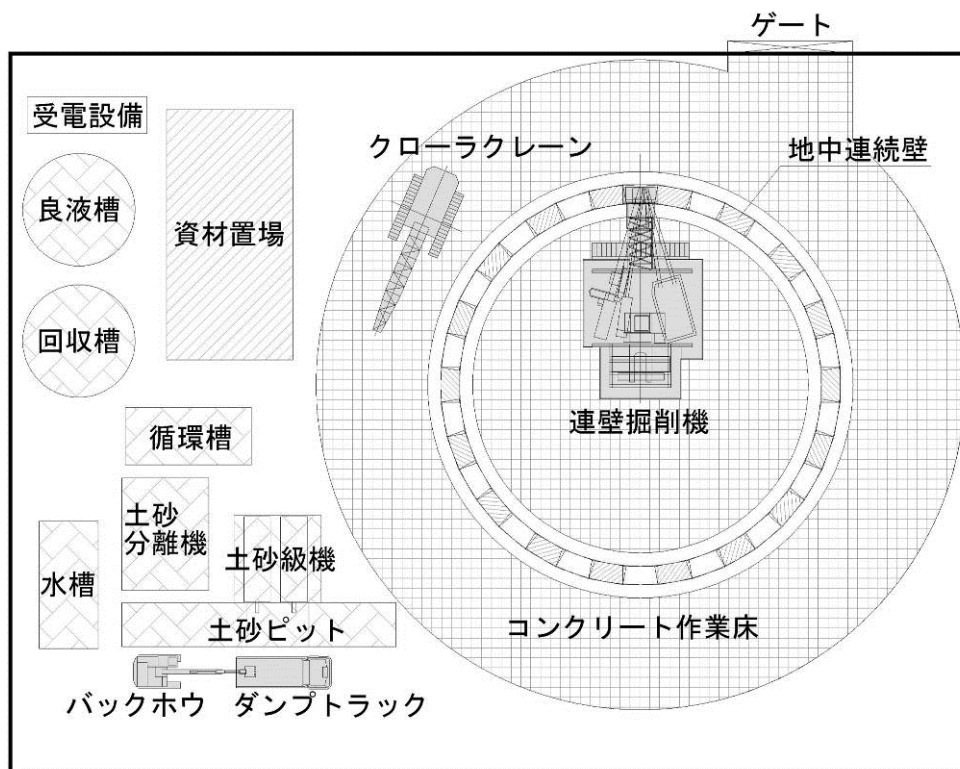 ゲート
受電設備
クローラクレーン
地中連続壁
良液槽
資材置場
回収槽
連壁掘削機
循環槽
土砂
分離機
土砂級機
水槽
土砂ピット
コンクリート作業床
バックホウ
ダンプトラック